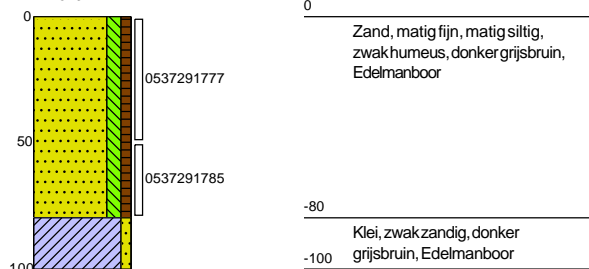 0
0
Zand, matig fijn, matig siltig,
zwak humeus, donker grijsbruin,
Edelmanboor
0537291777
50
0537291785
-80
Klei, zwak zandig, donker
grijsbruin, Edelmanboor
100
-100